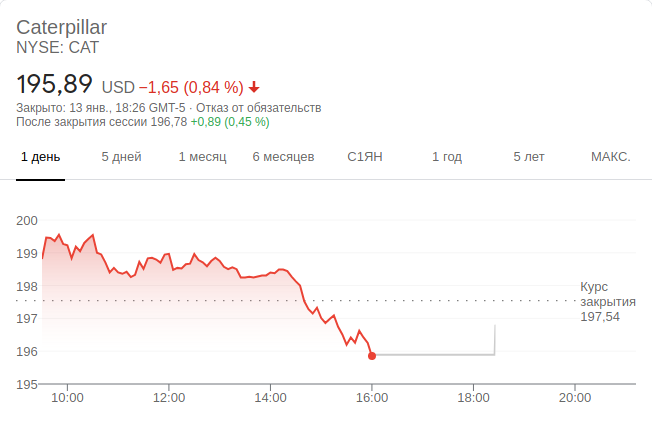 Caterpillar
NYSE: CAT
195,89 USD −1,65 (0,84 %)
Закрыто: 13 янв., 18:26 GMT-5 · Отказ от обязательств
После закрытия сессии 196,78 +0,89 (0,45 %)
1 день 5 дней 1 месяц 6 месяцев С1ЯН 1 год 5 лет МАКС.
200
199
198
197
196
195
Курс
закрытия
197,54
10:00 12:00 14:00 16:00 18:00 20:00